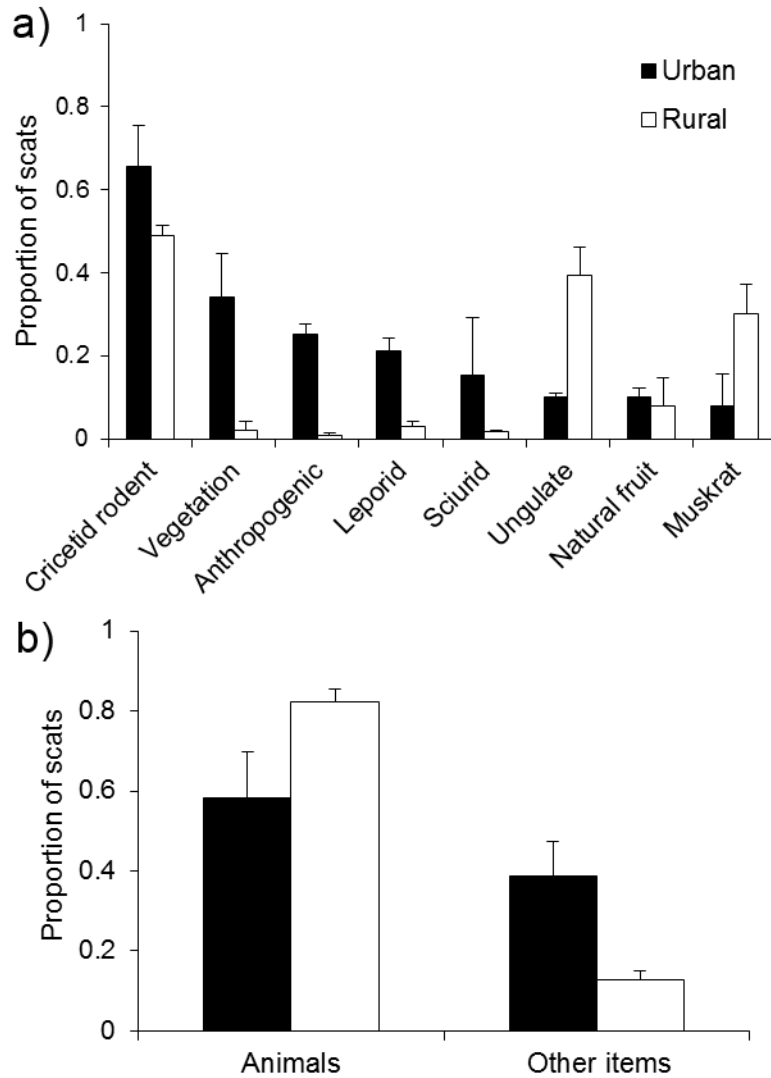 a)
1
0.8
0.6
0.4
0.2
0
Proportion of scats
Urban
Rural
Cricetid rodent
Vegetation
Anthropogenic
Leporid
Sciurid
Ungulate
Natural fruit
Muskrat
b)
1
0.8
0.6
0.4
0.2
0
Proportion of scats
Animals
Other items